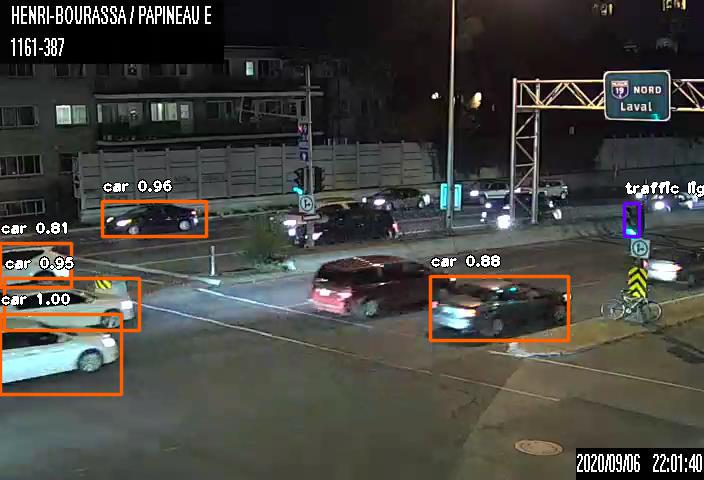 HENRI-BOURASSA / PAPINEAU E
1161-387
19 NORD
Laval
car 0.96
traffic lig
car 0.81
car 0.95
car 0.88
car 1.00
2020/09/06 22:01:40